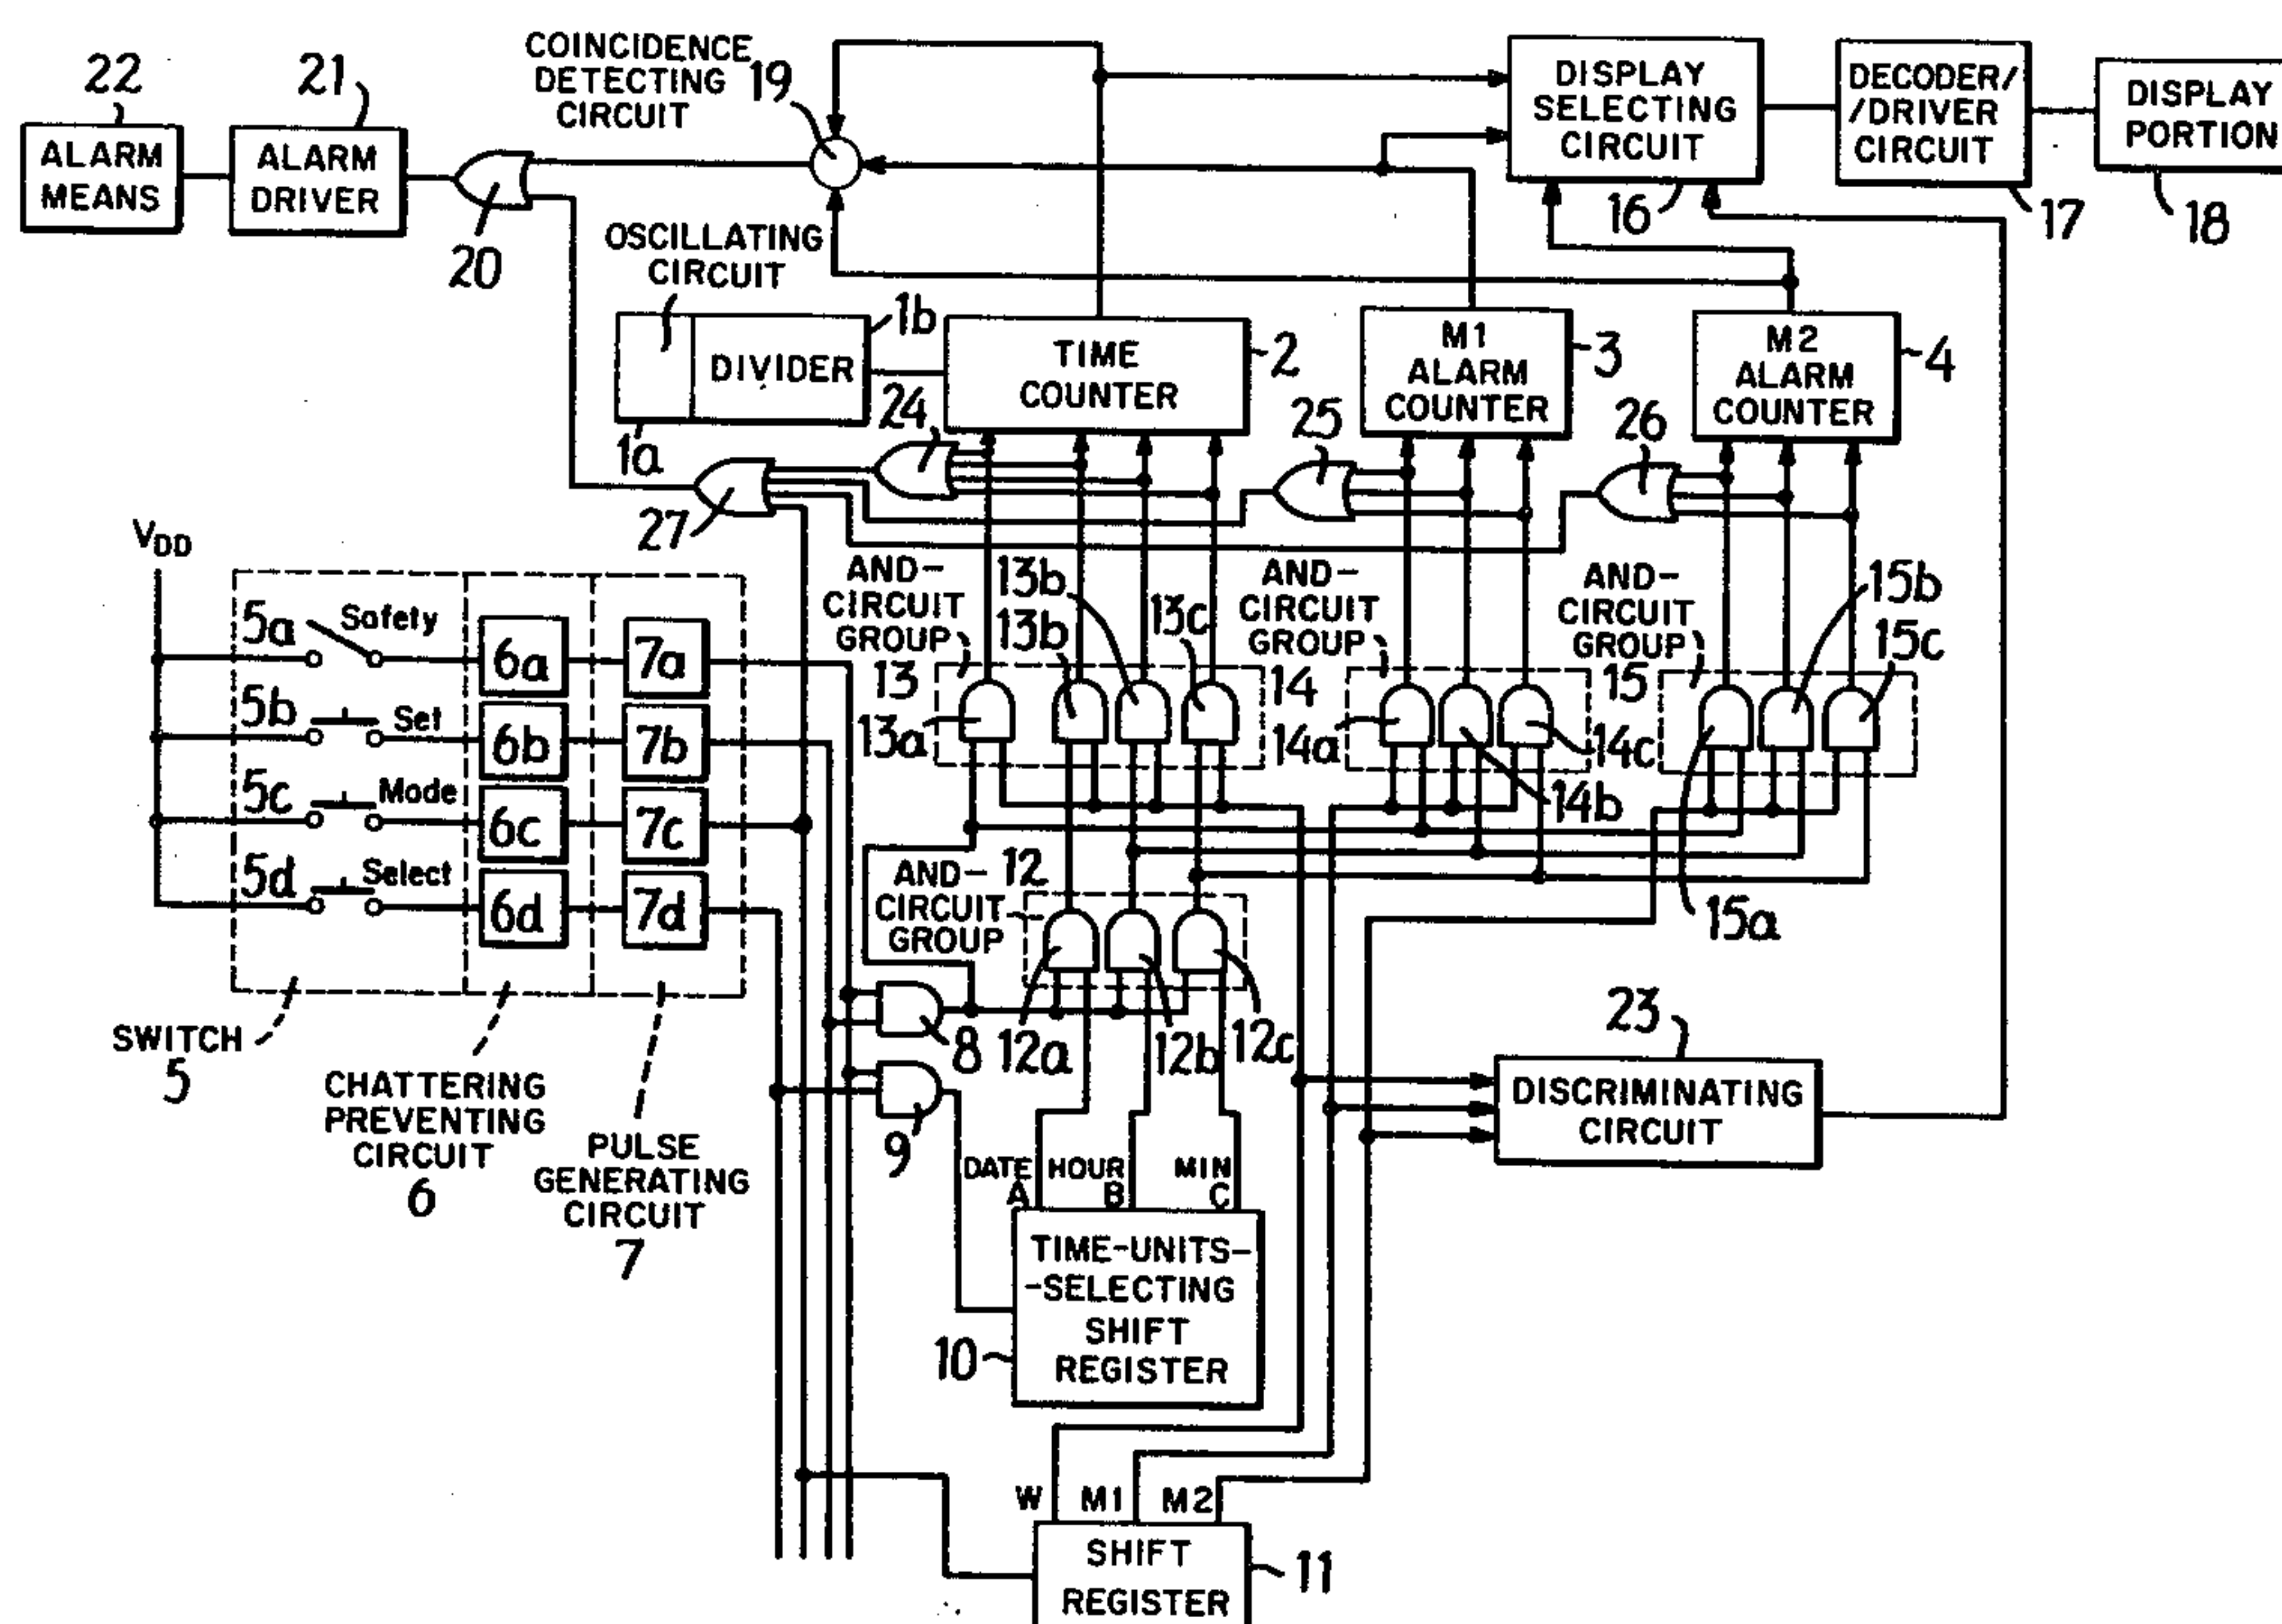 22
21
COINCIDENCE
DETECTING
CIRCUIT
19
DISPLAY
SELECTING
CIRCUIT
DECODER/
/DRIVER
CIRCUIT
DISPLAY
PORTION
ALARM
MEANS
ALARM
DRIVER
20
16
17
18
OSCILLATING
CIRCUIT
1b
DIVIDER
1a
24
TIME
COUNTER
2
M1
ALARM
COUNTER
3
M2
ALARM
COUNTER
4
25
26
27
VDD
5a
Safety
6a
7a
5b
Set
6b
7b
5c
Mode
6c
7c
5d
Select
6d
7d
SWITCH
5
CHATTERING
PREVENTING
CIRCUIT
6
PULSE
GENERATING
CIRCUIT
7
AND-
CIRCUIT
GROUP
13
13a
13b
13b
13c
AND-
CIRCUIT
GROUP
14
14a
14b
14c
AND-
CIRCUIT
GROUP
15
15a
15b
15c
AND-
CIRCUIT
GROUP
12
12a
12b
12c
8
9
23
DISCRIMINATING
CIRCUIT
DATE
A
HOUR
B
MIN
C
TIME-UNITS-
-SELECTING
SHIFT
REGISTER
10
W
M1
M2
SHIFT
REGISTER
11